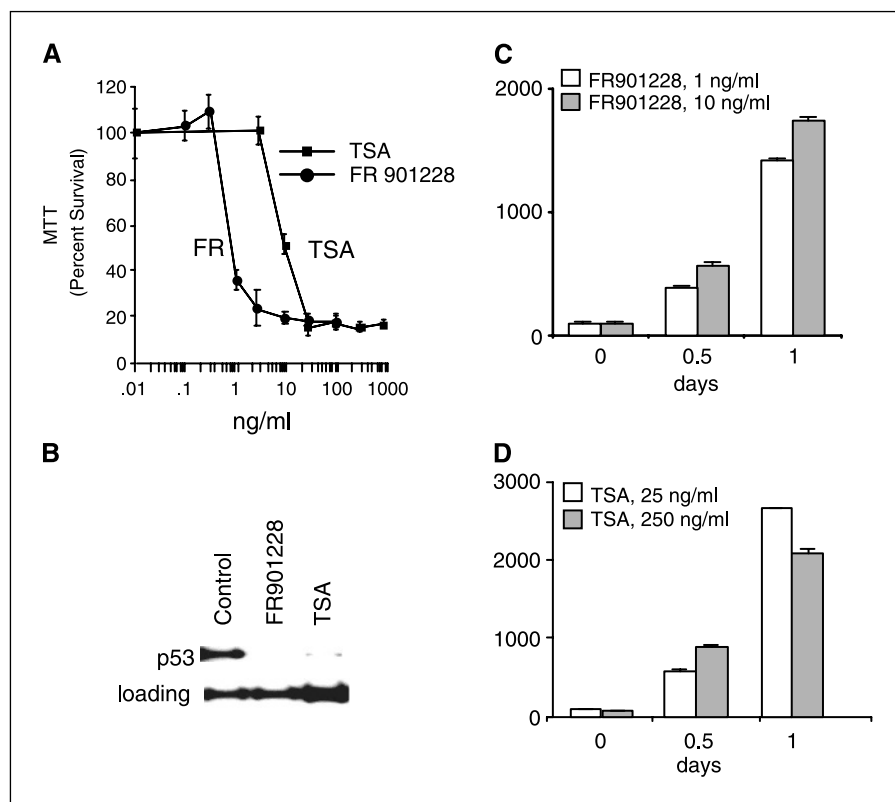 A
120
100
80
60
40
20
0
MTT
(Percent Survival)
TSA
FR 901228
FR
TSA
.01 .1 1 10 100 1000
ng/ml
B
Control
FR901228
TSA
p53
loading
C
FR901228, 1 ng/ml
FR901228, 10 ng/ml
2000
1000
0
0 0.5 1
days
D
TSA, 25 ng/ml
TSA, 250 ng/ml
3000
2000
1000
0
0 0.5 1
days